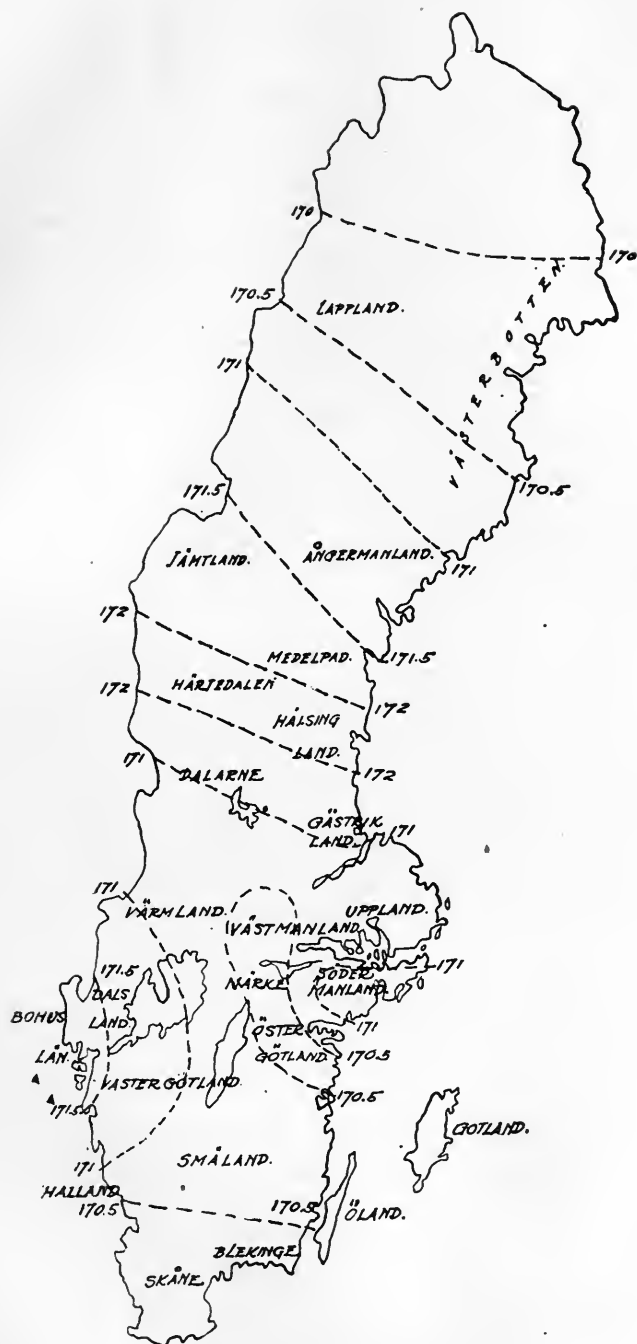 170
170
170.5
LAPPLAND.
VÄSTERBOTTEN.
171
170.5
171.5
JÄMTLAND.
ÅNGERMANLAND.
171
172
MEDELPAD.
171.5
HÄRJEDALEN
172
172
HÄLSING
LAND.
172
171
DALARNE
GÄSTRIK
LAND.
171
171
VÄRMLAND.
VÄSTMANLAND.
UPPLAND.
171.5
DALS
LAND.
NÄRKE
SÖDER
MANLAND.
171
BOHUS
LÄN.
ÖSTER
GÖTLAND.
171
170.5
VÄSTERGÖTLAND.
171.5
170.5
GOTLAND.
171
SMÅLAND.
HALLAND
170.5
170.5
ÖLAND.
BLEKINGE
SKÅNE